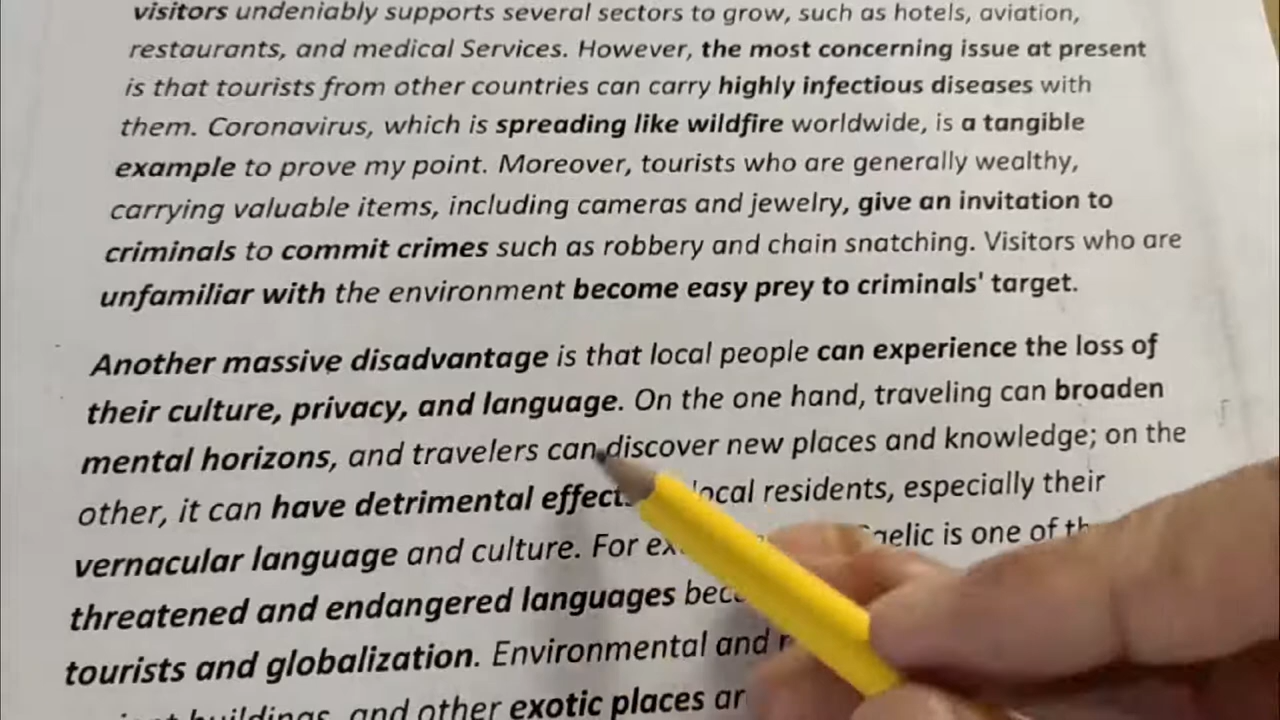 visitors undeniably supports several sectors to grow, such as hotels, aviation,
restaurants, and medical Services. However, the most concerning issue at present
is that tourists from other countries can carry highly infectious diseases with
them. Coronavirus, which is spreading like wildfire worldwide, is a tangible
example to prove my point. Moreover, tourists who are generally wealthy,
carrying valuable items, including cameras and jewelry, give an invitation to
criminals to commit crimes such as robbery and chain snatching. Visitors who are
unfamiliar with the environment become easy prey to criminals' target.
Another massive disadvantage is that local people can experience the loss of
their culture, privacy, and language. On the one hand, traveling can broaden
mental horizons, and travelers can discover new places and knowledge; on the
other, it can have detrimental effects local residents, especially their
vernacular language and culture. For is one of
threatened and endangered languages
tourists and globalization. Environmental and
buildings, and other exotic places